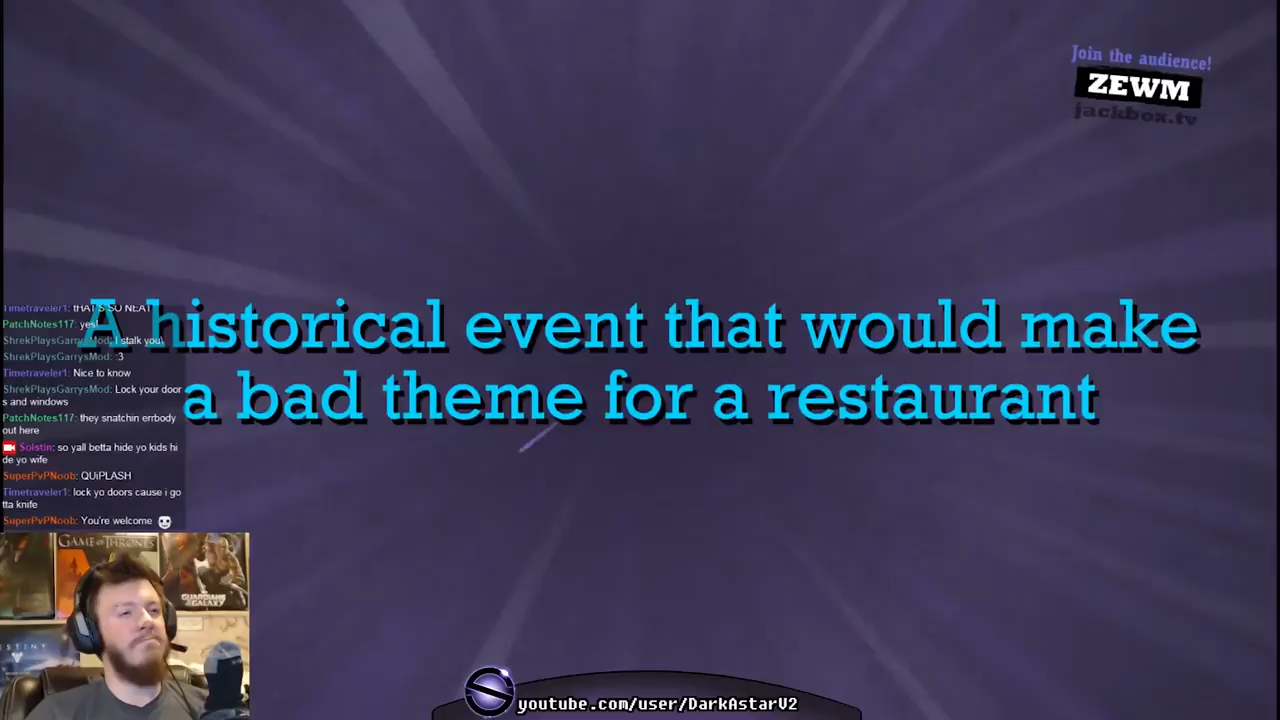 Join the audience!
ZEWM
jackbox.tv
A historical event that would make
a bad theme for a restaurant
Timetraveler1: tHAT'S SO NEAT
PatchNotes117: yes!
ShrekPlaysGarrysMod: I stalk you\
ShrekPlaysGarrysMod: :3
Timetraveler1: Nice to know
ShrekPlaysGarrysMod: Lock your door
s and windows
PatchNotes117: they snatchin errbody
out here
Solstin: so yall betta hide yo kids hi
de yo wife
SuperPvPNoob: QUiPLASH
Timetraveler1: lock yo doors cause i go
tta knife
SuperPvPNoob: You're welcome
GAME OF THRONES
GUARDIANS
GALAXY
DESTINY
youtube.com/user/DarkAstarV2